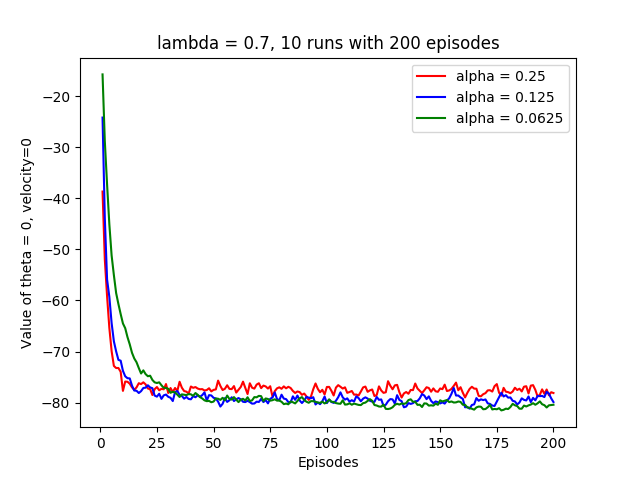 lambda = 0.7, 10 runs with 200 episodes
alpha = 0.25
alpha = 0.125
alpha = 0.0625
Value of theta = 0, velocity=0
−20
−30
−40
−50
−60
−70
−80
0 25 50 75 100 125 150 175 200
Episodes